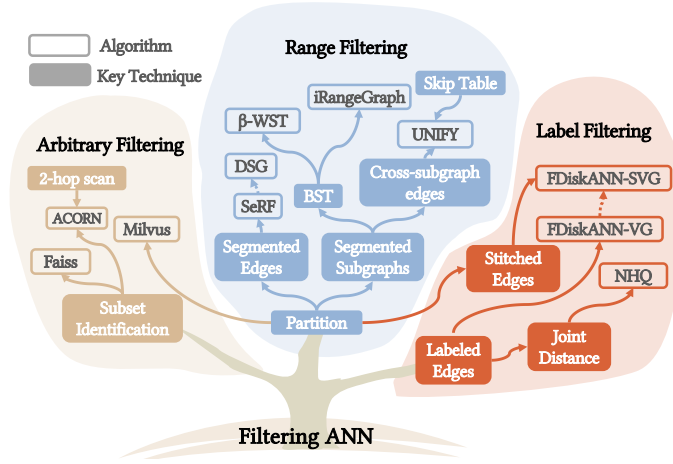 Algorithm
Key Technique
Range Filtering
Arbitrary Filtering
Label Filtering
Skip Table
iRangeGraph
β-WST
UNIFY
DSG
SeRF
BST
Cross-subgraph
edges
Segmented
Edges
Segmented
Subgraphs
Partition
2-hop scan
ACORN
Milvus
Faiss
Subset
Identification
FDiskANN-SVG
FDiskANN-VG
NHQ
Stitched
Edges
Labeled
Edges
Joint
Distance
Filtering ANN